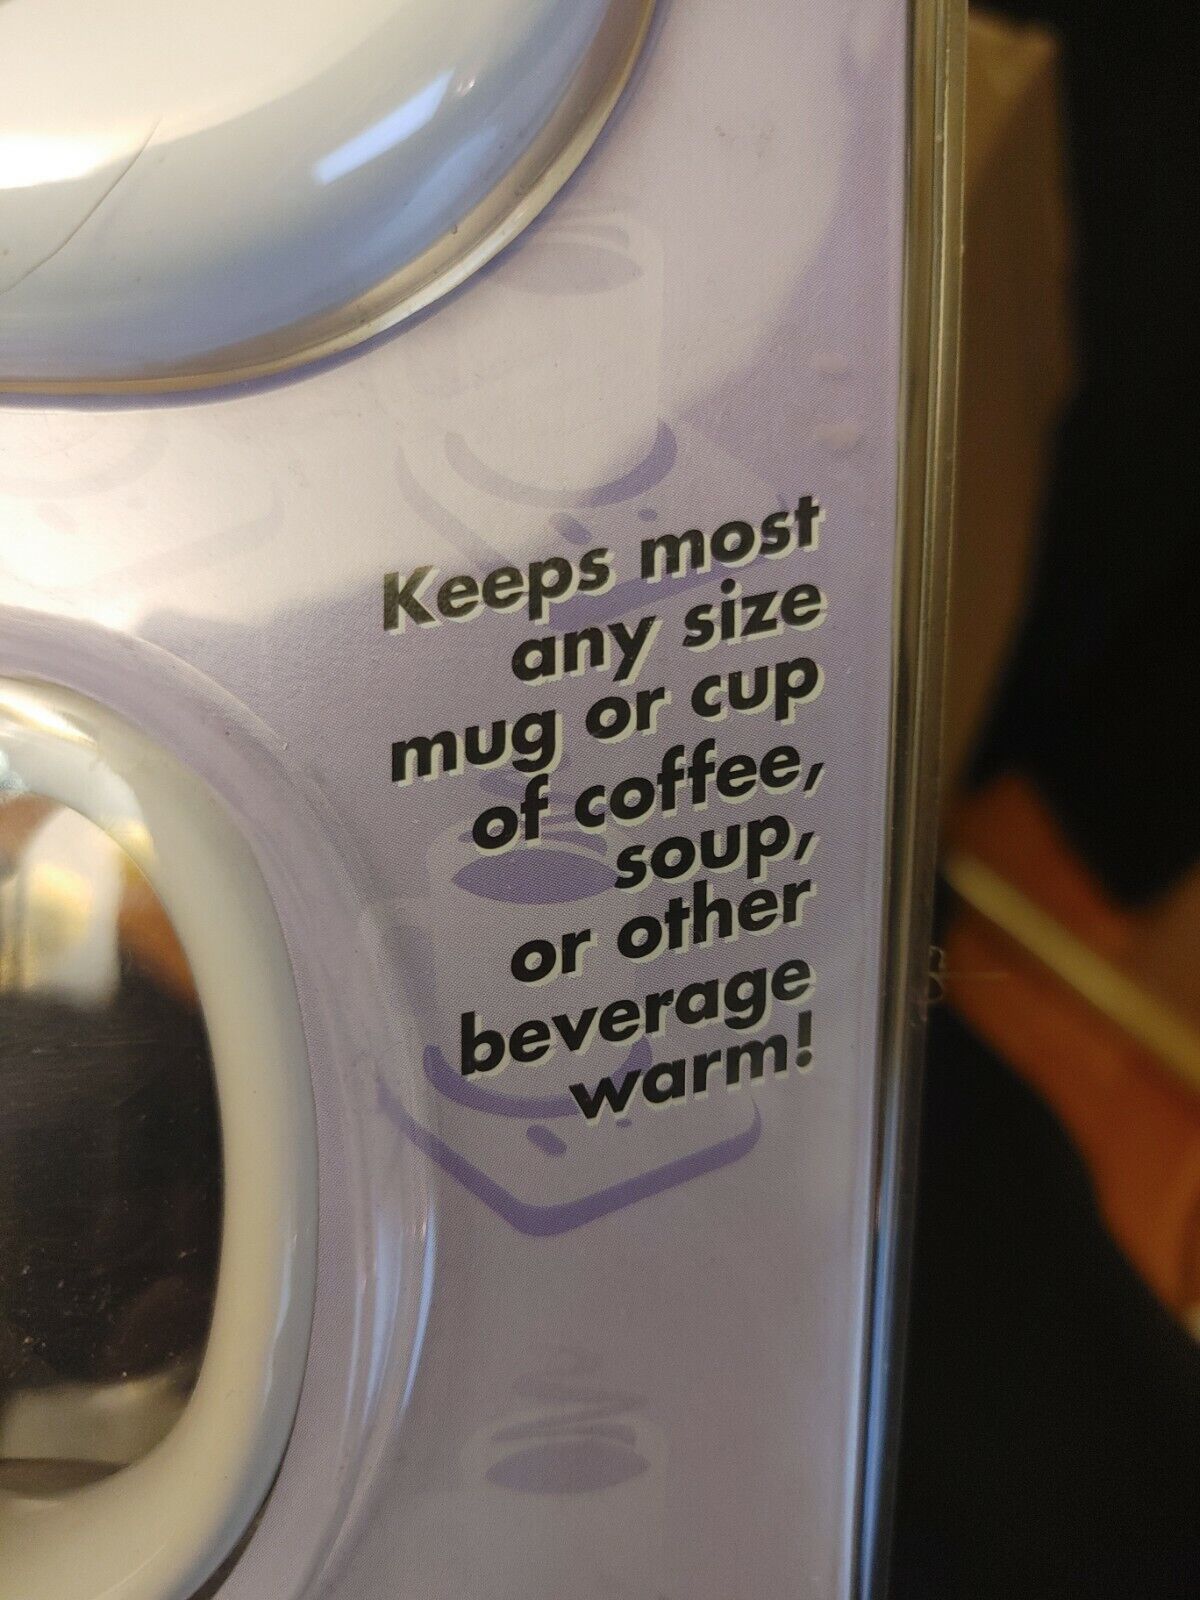 Keeps most
any size
mug or cup
of coffee,
soup,
or other
beverage
warm!